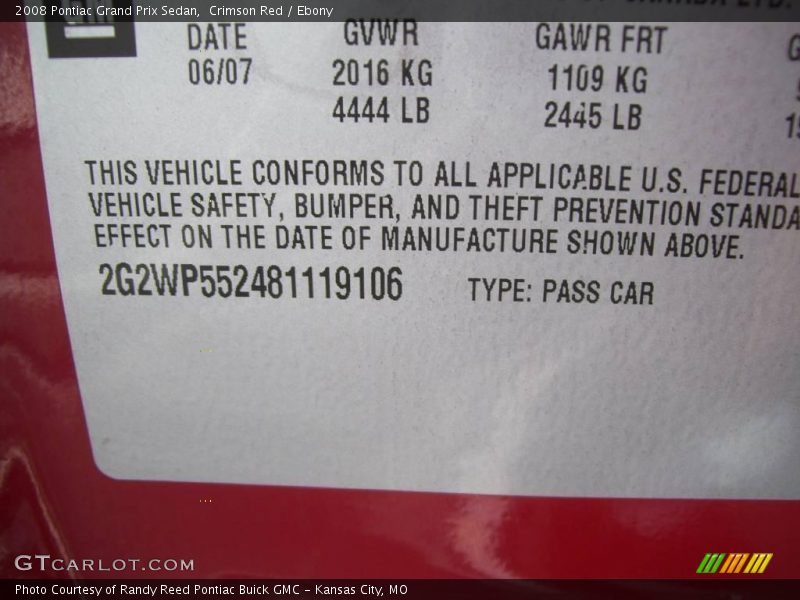 2008 Pontiac Grand Prix Sedan, Crimson Red / Ebony
DATE GVWR GAWR FRT
06/07 2016 KG 1109 KG
4444 LB 2445 LB
THIS VEHICLE CONFORMS TO ALL APPLICABLE U.S. FEDERAL
VEHICLE SAFETY, BUMPER, AND THEFT PREVENTION STANDA
EFFECT ON THE DATE OF MANUFACTURE SHOWN ABOVE.
2G2WP552481119106 TYPE: PASS CAR
GTCARLOT.COM
Photo Courtesy of Randy Reed Pontiac Buick GMC - Kansas City, MO